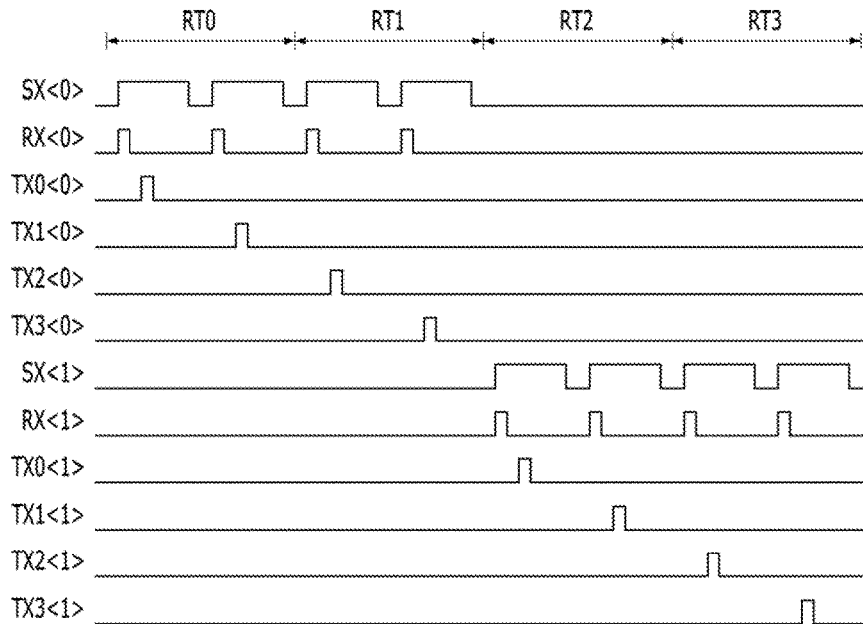 RT0 RT1 RT2 RT3
SX<0>
RX<0>
TX0<0>
TX1<0>
TX2<0>
TX3<0>
SX<1>
RX<1>
TX0<1>
TX1<1>
TX2<1>
TX3<1>